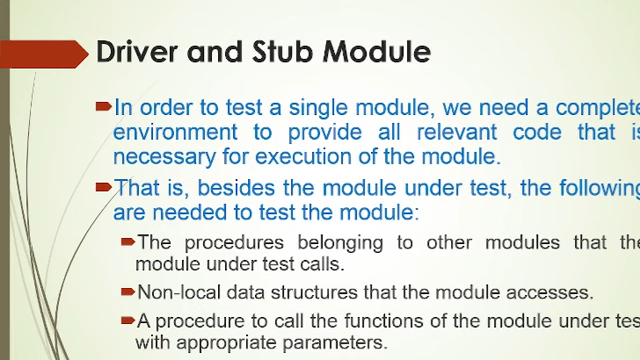 Driver and Stub Module
In order to test a single module, we need a complete
environment to provide all relevant code that is
necessary for execution of the module.
That is, besides the module under test, the following
are needed to test the module:
The procedures belonging to other modules that the
module under test calls.
Non-local data structures that the module accesses.
A procedure to call the functions of the module under tes
with appropriate parameters.